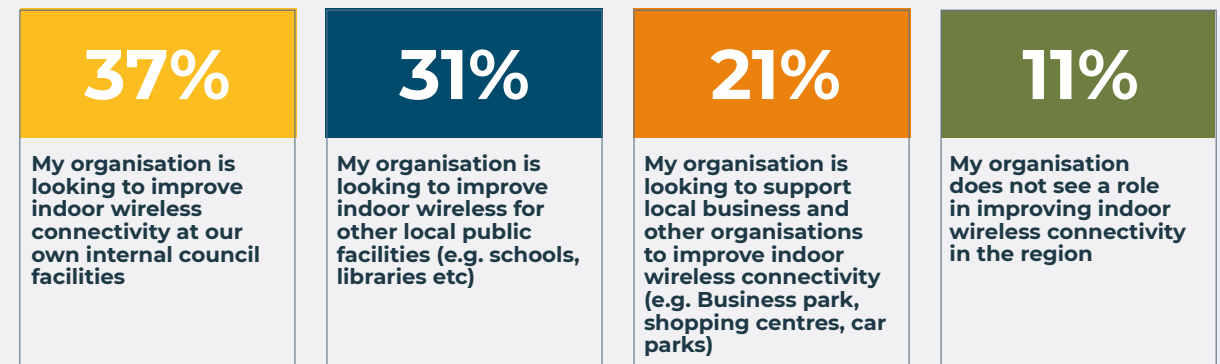 37%
My organisation is
looking to improve
indoor wireless
connectivity at our
own internal council
facilities
31%
My organisation is
looking to improve
indoor wireless for
other local public
facilities (e.g. schools,
libraries etc)
21%
My organisation is
looking to support
local business and
other organisations
to improve indoor
wireless connectivity
(e.g. Business park,
shopping centres, car
parks)
11%
My organisation
does not see a role
in improving indoor
wireless connectivity
in the region